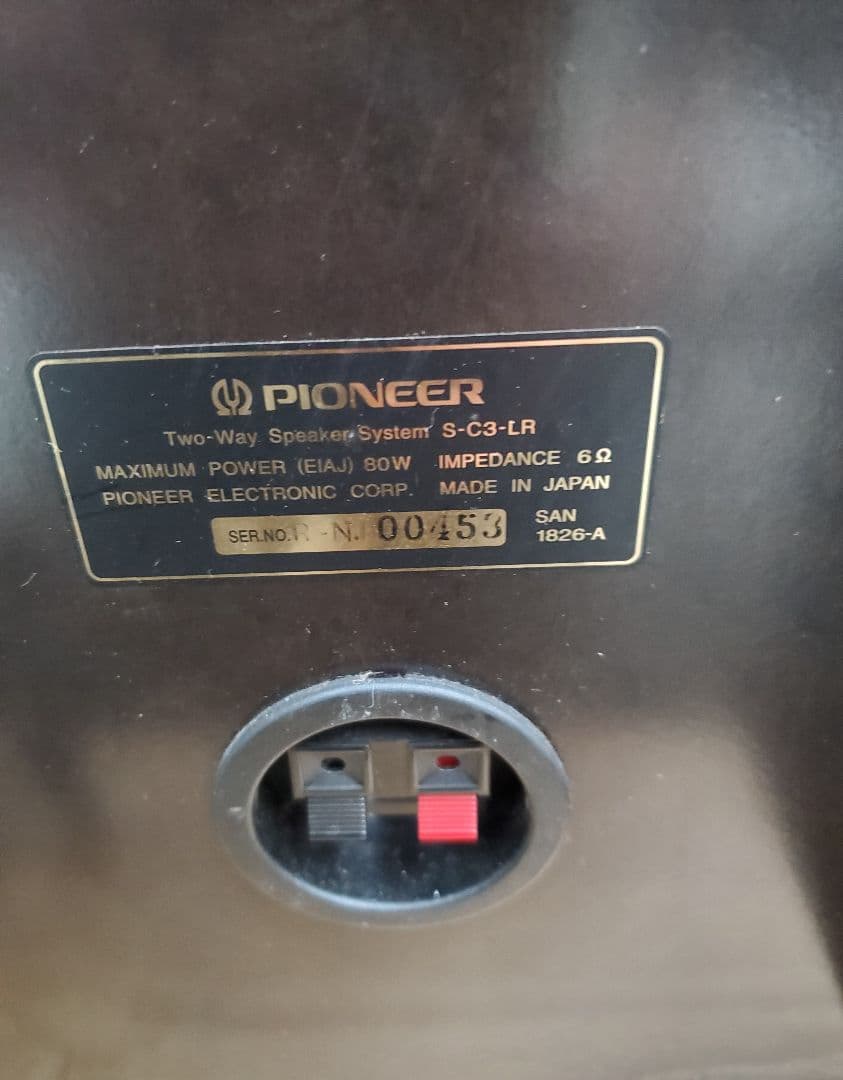 PIONEER
Two-Way Speaker System S-C3-LR
MAXIMUM POWER (EIAJ) 80W IMPEDANCE 6Ω
PIONEER ELECTRONIC CORP. MADE IN JAPAN
SER.NO. 00453
SAN
1826-A